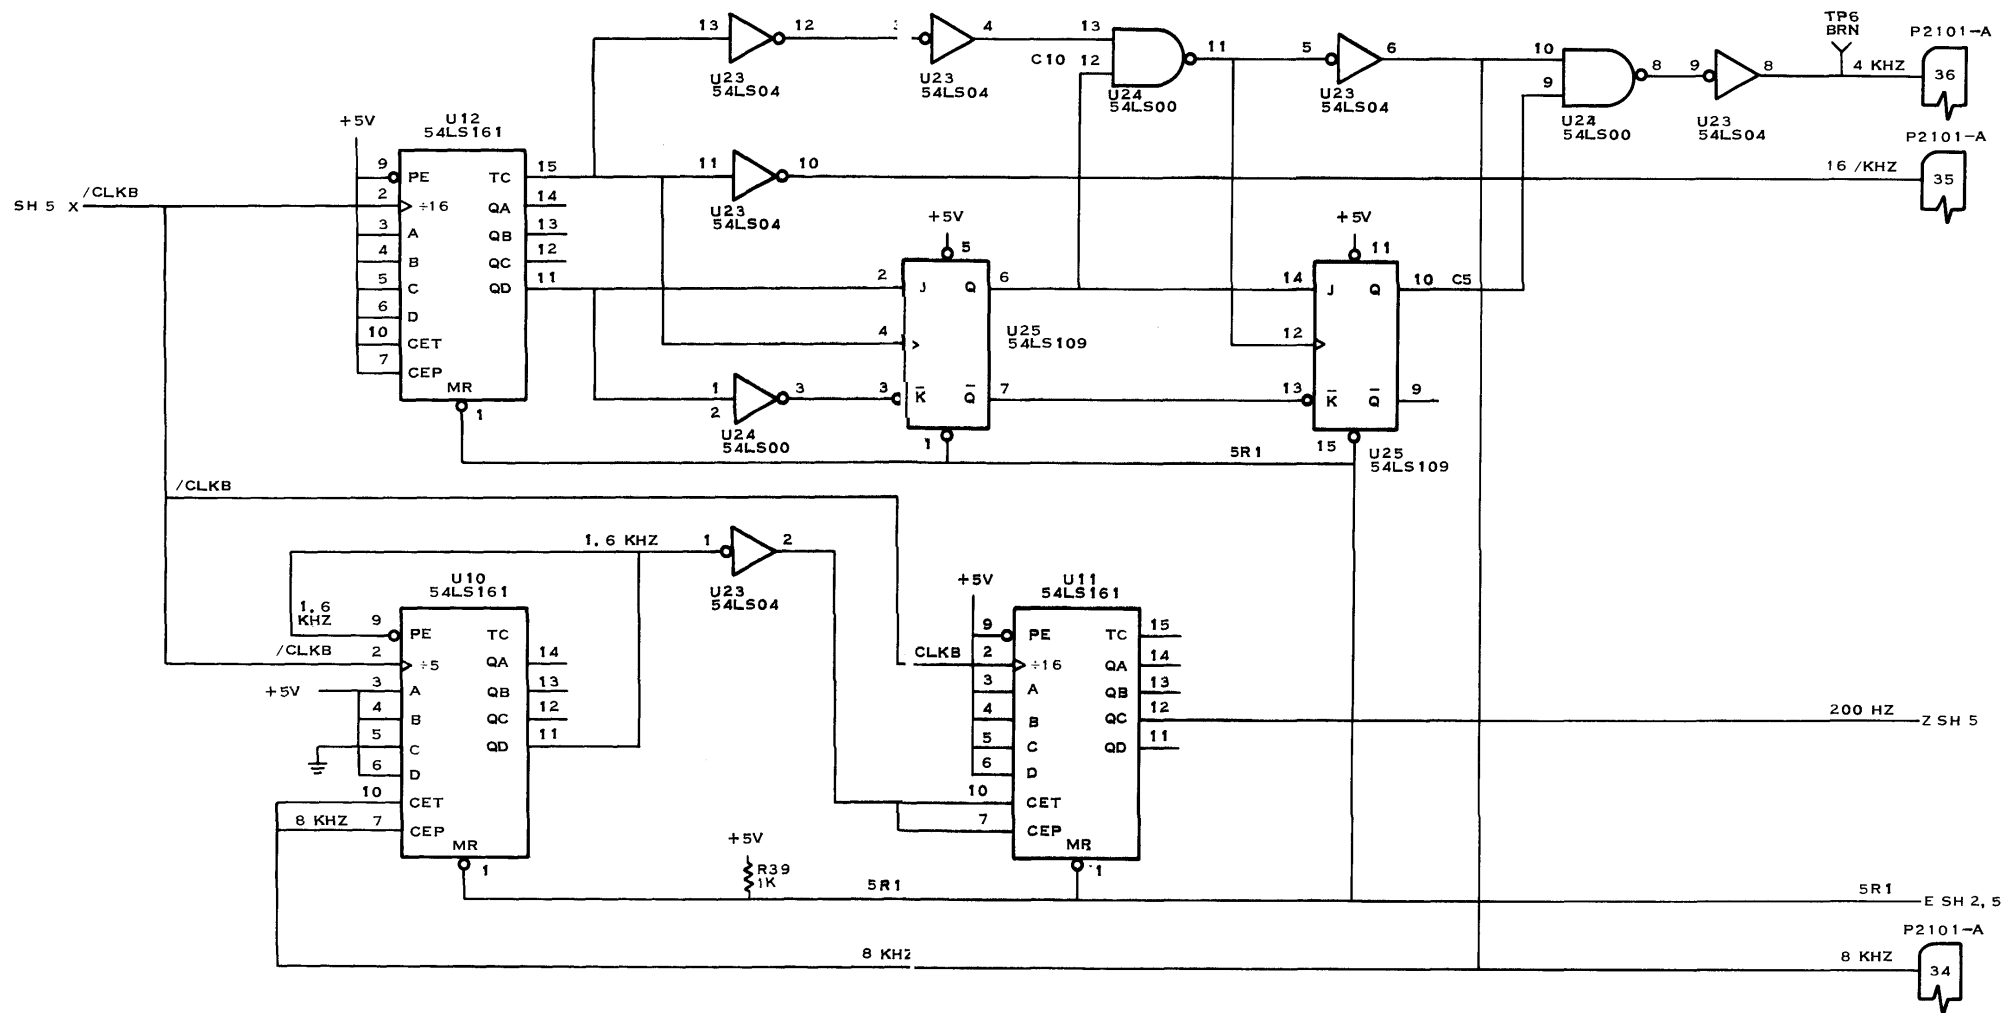 TP6
BRN
P2101-A
13
12
4
13
C10
12
11
5
6
10
9
8
9
8
4 KHZ
36
U23
54LS04
U23
54LS04
U24
54LS00
U23
54LS04
U24
54LS00
U23
54LS04
P2101-A
+5V
U12
54LS161
9
PE
TC
15
11
10
16 /KHZ
35
SH 5 X
/CLKB
2
÷16
QA
14
U23
54LS04
3
A
QB
13
+5V
+5V
4
B
QC
12
5
11
5
C
QD
11
2
J
Q
6
14
J
Q
10
C5
6
D
10
CET
4
>
U25
54LS109
12
7
CEP
MR
1
1
2
3
3
K
Q
7
13
K
Q
9
U24
54LS00
1
5R1
15
U25
54LS109
/CLKB
1.6 KHZ
1
2
U23
54LS04
U10
54LS161
+5V
U11
54LS161
1.6
KHZ
9
PE
TC
9
PE
TC
15
/CLKB
2
÷5
QA
14
CLKB
2
÷16
QA
14
+5V
3
A
QB
13
3
A
QB
13
4
B
QC
12
4
B
QC
12
200 HZ
Z SH 5
5
C
QD
11
5
C
QD
11
6
D
6
D
10
CET
10
CET
8 KHZ
7
CEP
7
CEP
MR
1
+5V
R39
1K
MR
1
5R1
5R1
E SH 2, 5
P2101-A
8 KHZ
8 KHZ
34